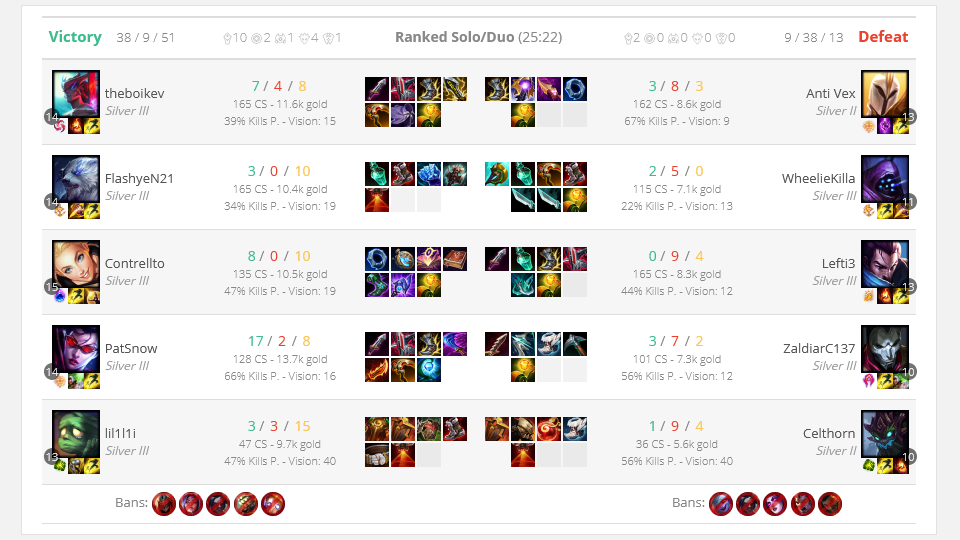 Victory 38 / 9 / 51 10 2 1 4 1 Ranked Solo/Duo (25:22) 2 0 0 0 0 9 / 38 / 13 Defeat
14 theboikev Silver III
7 / 4 / 8
165 CS - 11.6k gold
39% Kills P. - Vision: 15
3 / 8 / 3
162 CS - 8.6k gold
67% Kills P. - Vision: 9
Anti Vex Silver II 13
14 FlashyeN21 Silver III
3 / 0 / 10
165 CS - 10.4k gold
34% Kills P. - Vision: 19
2 / 5 / 0
115 CS - 7.1k gold
22% Kills P. - Vision: 13
WheelieKilla Silver III 11
15 Contrellto Silver III
8 / 0 / 10
135 CS - 10.5k gold
47% Kills P. - Vision: 19
0 / 9 / 4
165 CS - 8.3k gold
44% Kills P. - Vision: 12
Lefti3 Silver III 13
14 PatSnow Silver III
17 / 2 / 8
128 CS - 13.7k gold
66% Kills P. - Vision: 16
3 / 7 / 2
101 CS - 7.3k gold
56% Kills P. - Vision: 12
ZaldiarC137 Silver III 10
13 lil1l1i Silver III
3 / 3 / 15
47 CS - 9.7k gold
47% Kills P. - Vision: 40
1 / 9 / 4
36 CS - 5.6k gold
56% Kills P. - Vision: 40
Celthorn Silver II 10
Bans: Bans: